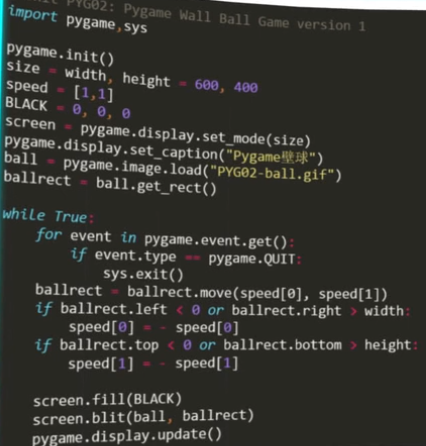 PYG02: Pygame Wall Ball Game version 1
import pygame,sys
pygame.init()
size = width, height = 600, 400
speed = [1,1]
BLACK = 0, 0, 0
screen = pygame.display.set_mode(size)
pygame.display.set_caption("Pygame壁球")
ball = pygame.image.load("PYG02-ball.gif")
ballrect = ball.get_rect()
while True:
    for event in pygame.event.get():
        if event.type == pygame.QUIT:
            sys.exit()
    ballrect = ballrect.move(speed[0], speed[1])
    if ballrect.left < 0 or ballrect.right > width:
        speed[0] = - speed[0]
    if ballrect.top < 0 or ballrect.bottom > height:
        speed[1] = - speed[1]
    screen.fill(BLACK)
    screen.blit(ball, ballrect)
    pygame.display.update()